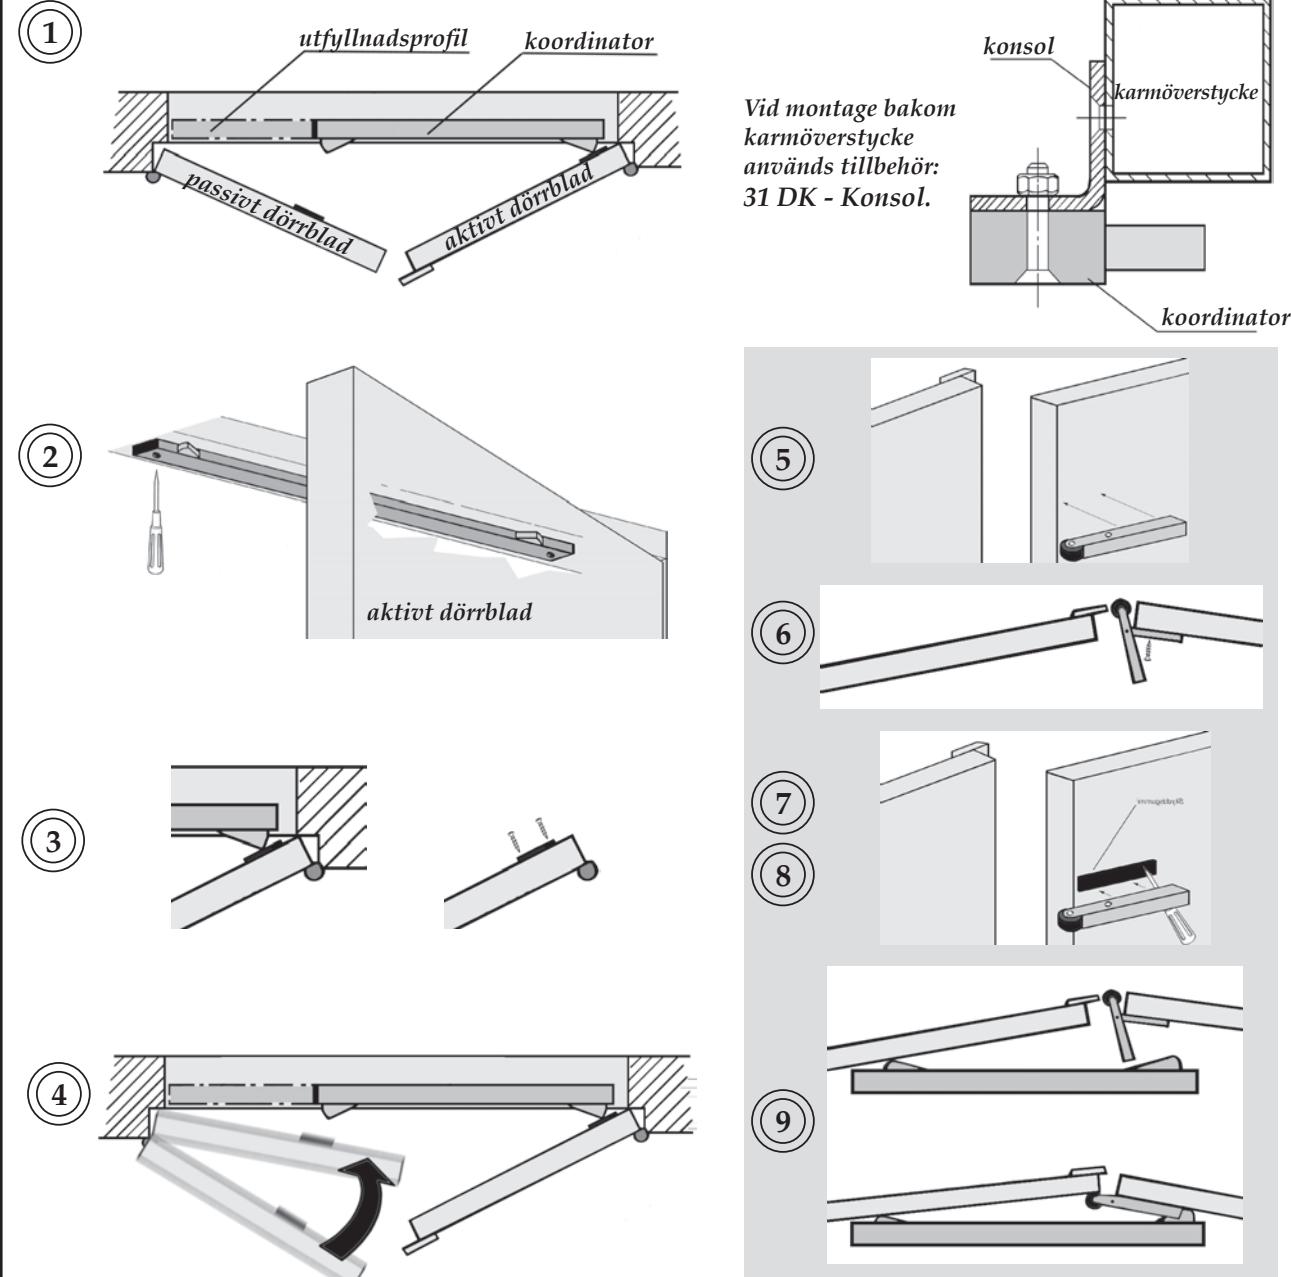 1
utfyllnadsprofil
koordinator
passivt dörrblad
aktivt dörrblad
konsol
karmöverstycke
Vid montage bakom
karmöverstycke
används tillbehör:
31 DK - Konsol.
koordinator
2
aktivt dörrblad
3
4
5
6
7
8
Skyddsgummi
9